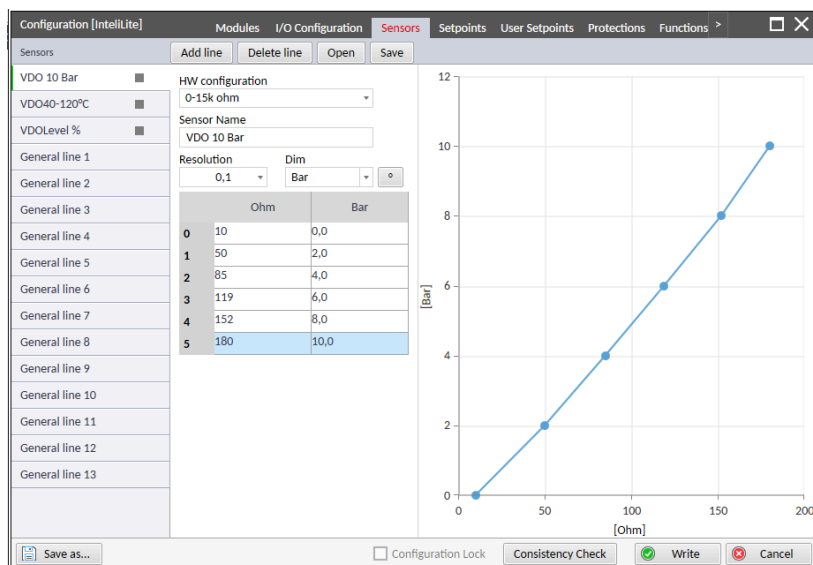 Configuration [InteliLite]
Modules I/O Configuration Sensors Setpoints User Setpoints Protections Functions >
Sensors
Add line Delete line Open Save
VDO 10 Bar
VDO40-120°C
VDOLevel %
General line 1
General line 2
General line 3
General line 4
General line 5
General line 6
General line 7
General line 8
General line 9
General line 10
General line 11
General line 12
General line 13
HW configuration
0-15k ohm
Sensor Name
VDO 10 Bar
Resolution Dim
0,1 Bar °
Ohm Bar
0 10 0,0
1 50 2,0
2 85 4,0
3 119 6,0
4 152 8,0
5 180 10,0
12
10
8
6
4
2
0
[Bar]
0 50 100 150 200
[Ohm]
Save as... Configuration Lock Consistency Check Write Cancel